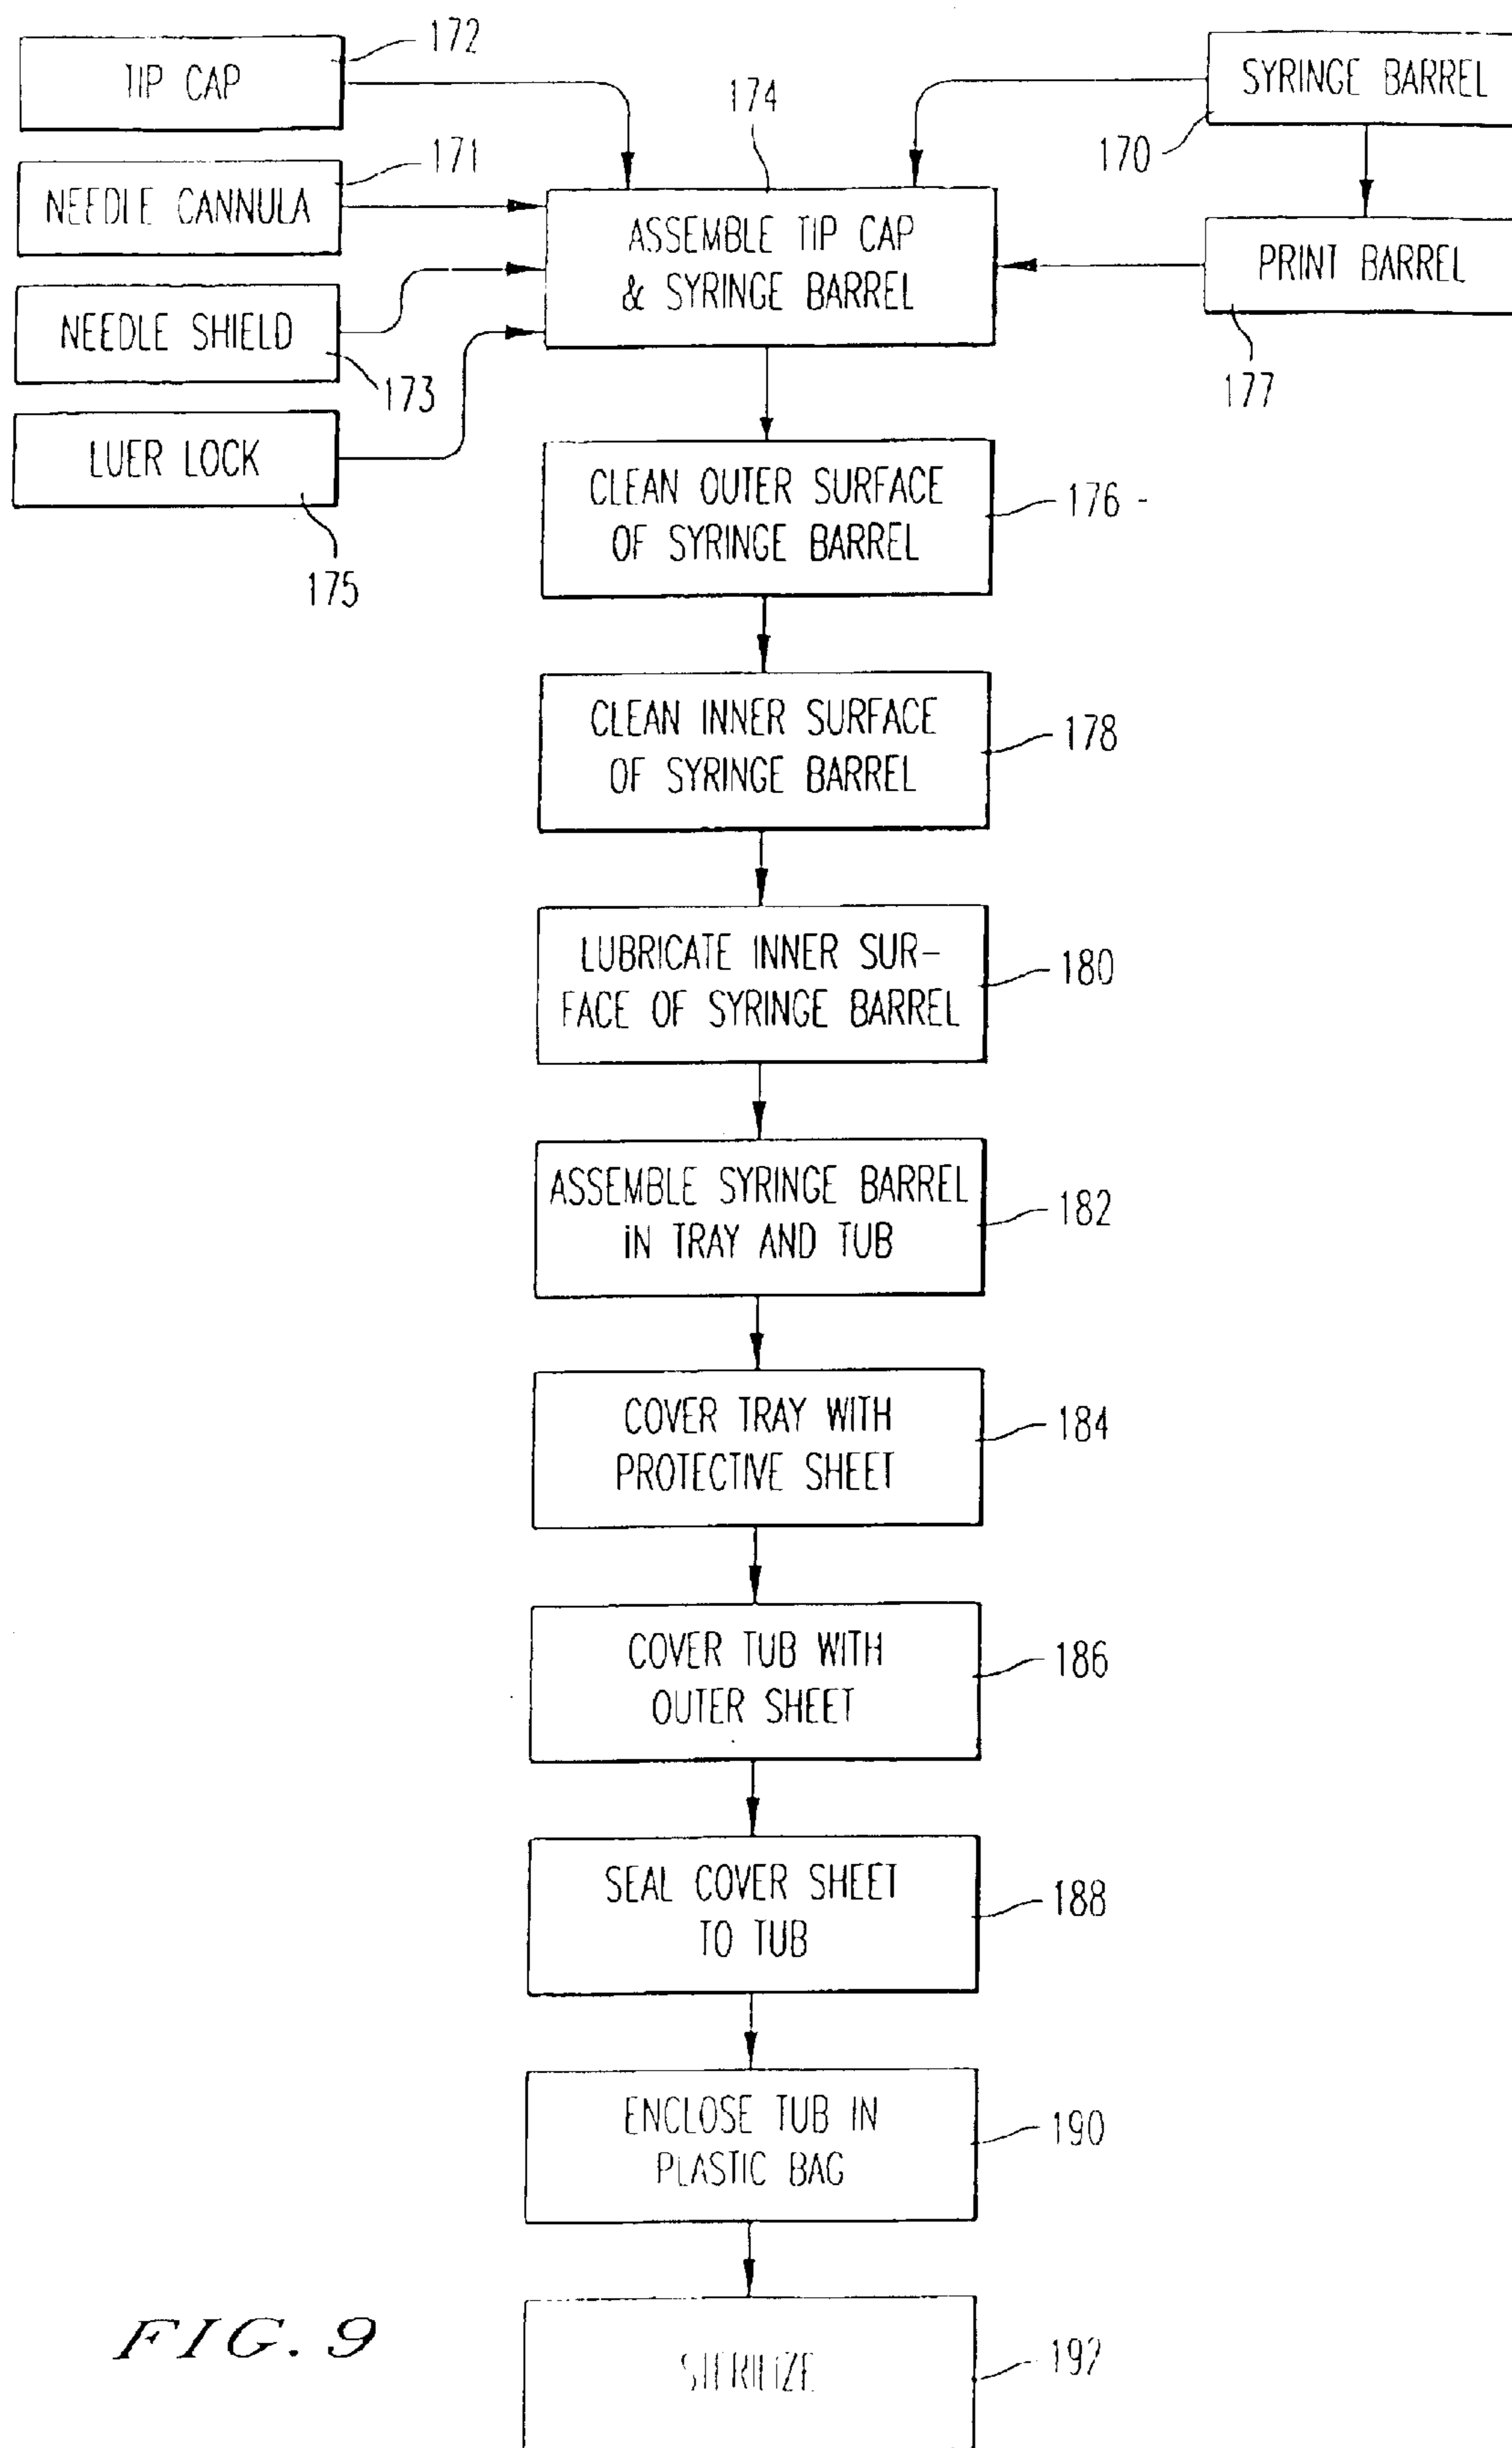 172
TIP CAP
174
SYRINGE BARREL
170
171
NEEDLE CANNULA
ASSEMBLE TIP CAP
& SYRINGE BARREL
PRINT BARREL
177
NEEDLE SHIELD
173
LUER LOCK
175
CLEAN OUTER SURFACE
OF SYRINGE BARREL
176
CLEAN INNER SURFACE
OF SYRINGE BARREL
178
LUBRICATE INNER SUR-
FACE OF SYRINGE BARREL
180
ASSEMBLE SYRINGE BARREL
IN TRAY AND TUB
182
COVER TRAY WITH
PROTECTIVE SHEET
184
COVER TUB WITH
OUTER SHEET
186
SEAL COVER SHEET
TO TUB
188
ENCLOSE TUB IN
PLASTIC BAG
190
STERILIZE
192
FIG. 9